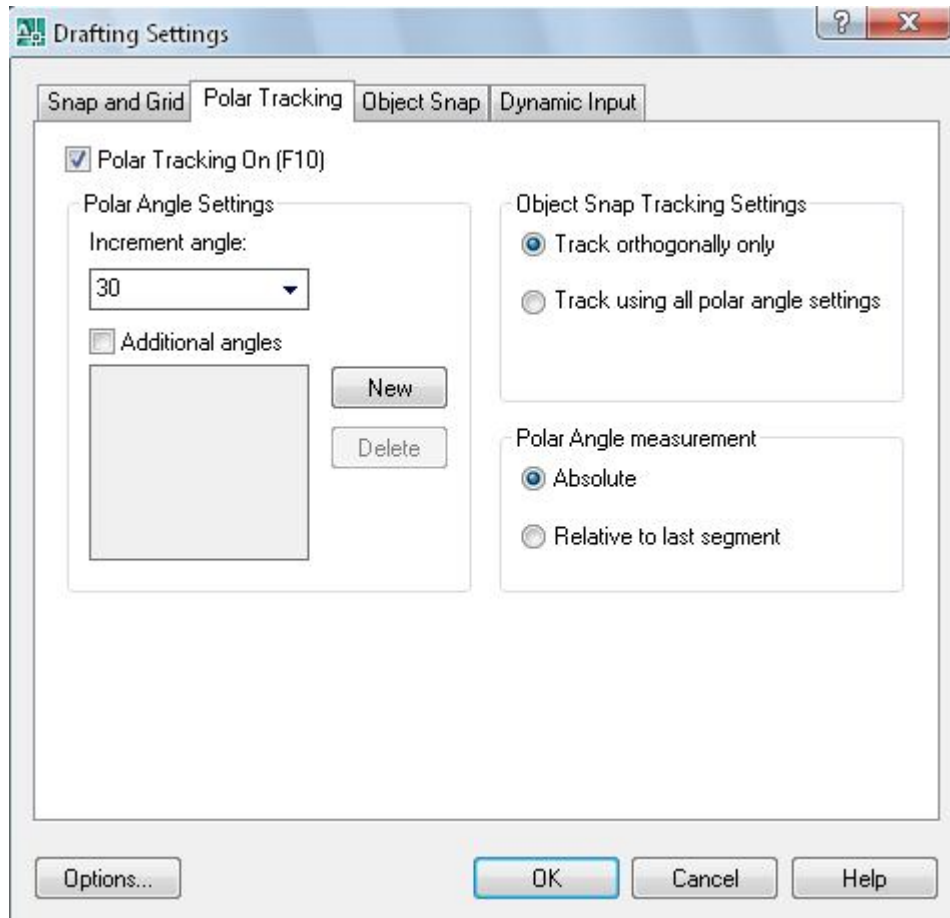 Drafting Settings
Snap and Grid
Polar Tracking
Object Snap
Dynamic Input
Polar Tracking On (F10)
Polar Angle Settings
Increment angle:
30
Additional angles
New
Delete
Object Snap Tracking Settings
Track orthogonally only
Track using all polar angle settings
Polar Angle measurement
Absolute
Relative to last segment
Options...
OK
Cancel
Help